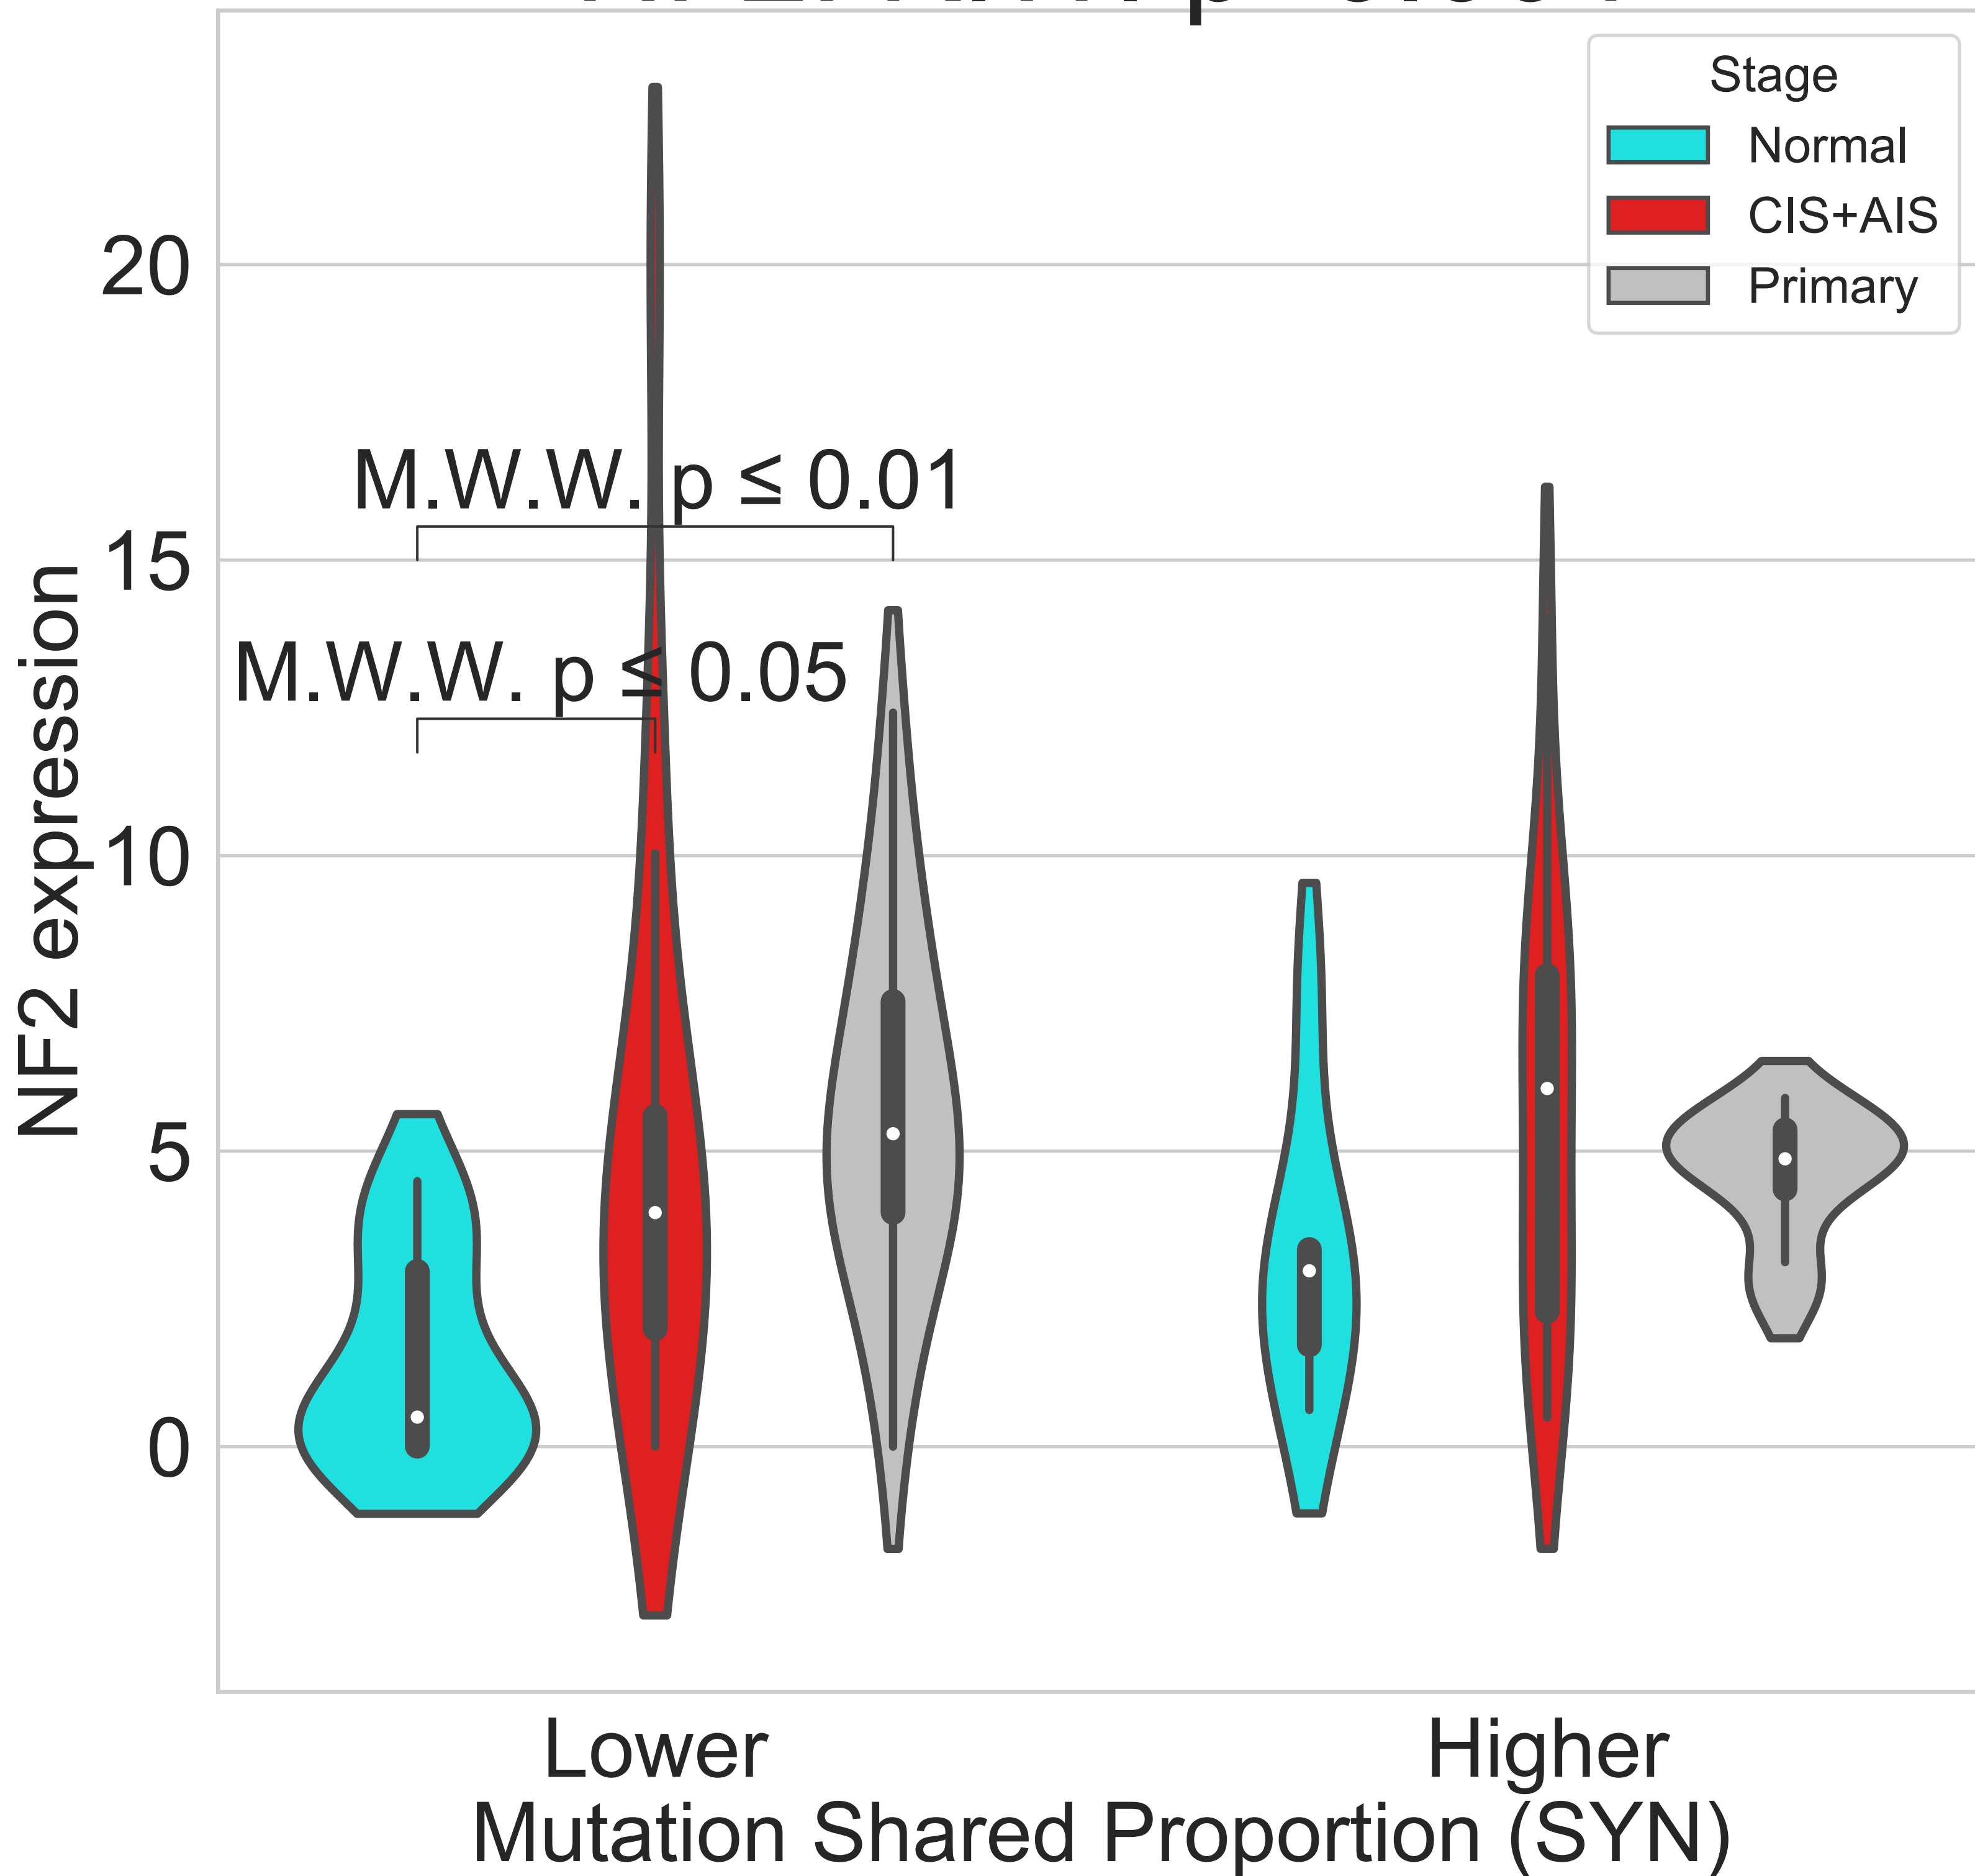 Stage
Normal
CIS+AIS
Primary
20
15
10
5
0
NF2 expression
M.W.W. p ≤ 0.01
M.W.W. p ≤ 0.05
Lower
Higher
Mutation Shared Proportion (SYN)